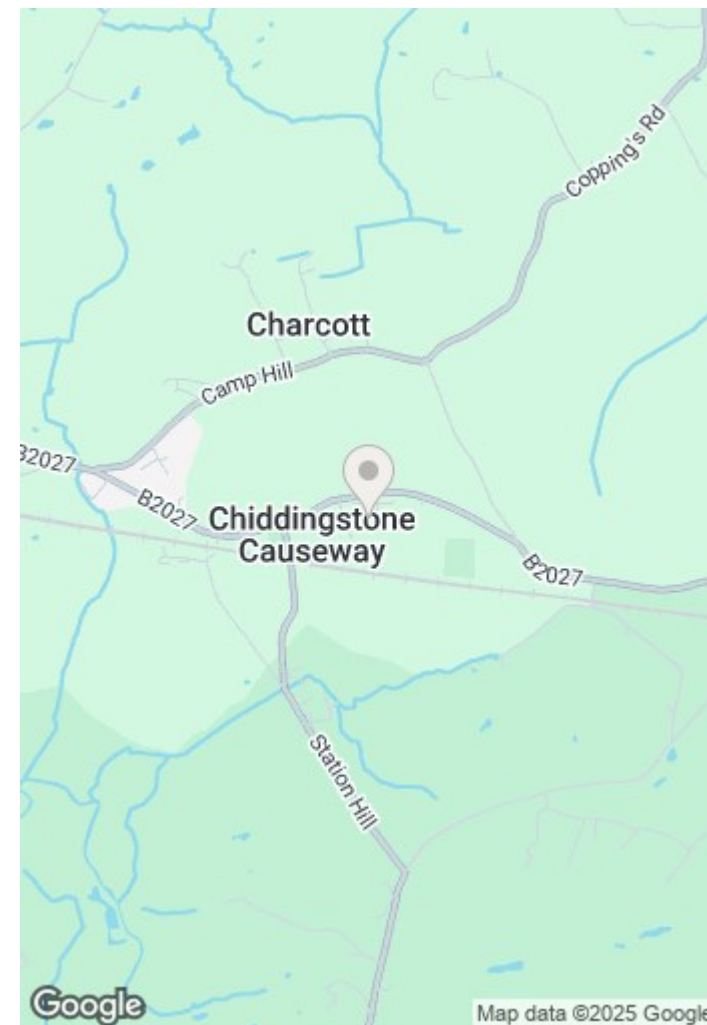 Copping's Rd
Charcott
Camp Hill
B2027
B2027
Chiddingstone
Causeway
B2027
Station Hill
Google
Map data ©2025 Google